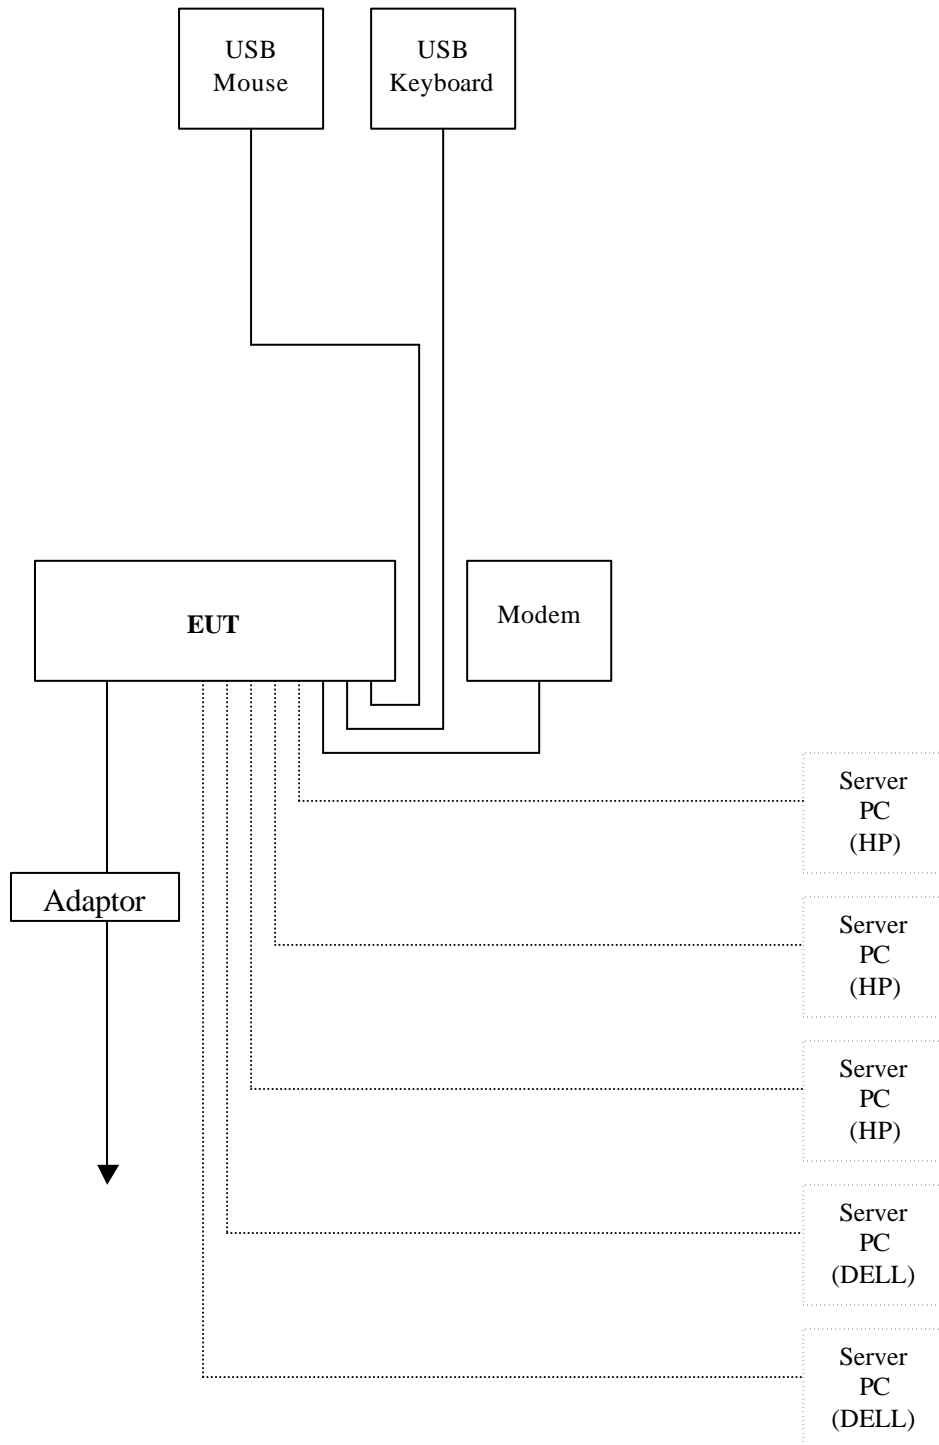 USB
Mouse
USB
Keyboard
EUT
Modem
Server
PC
(HP)
Adaptor
Server
PC
(HP)
Server
PC
(HP)
Server
PC
(DELL)
Server
PC
(DELL)